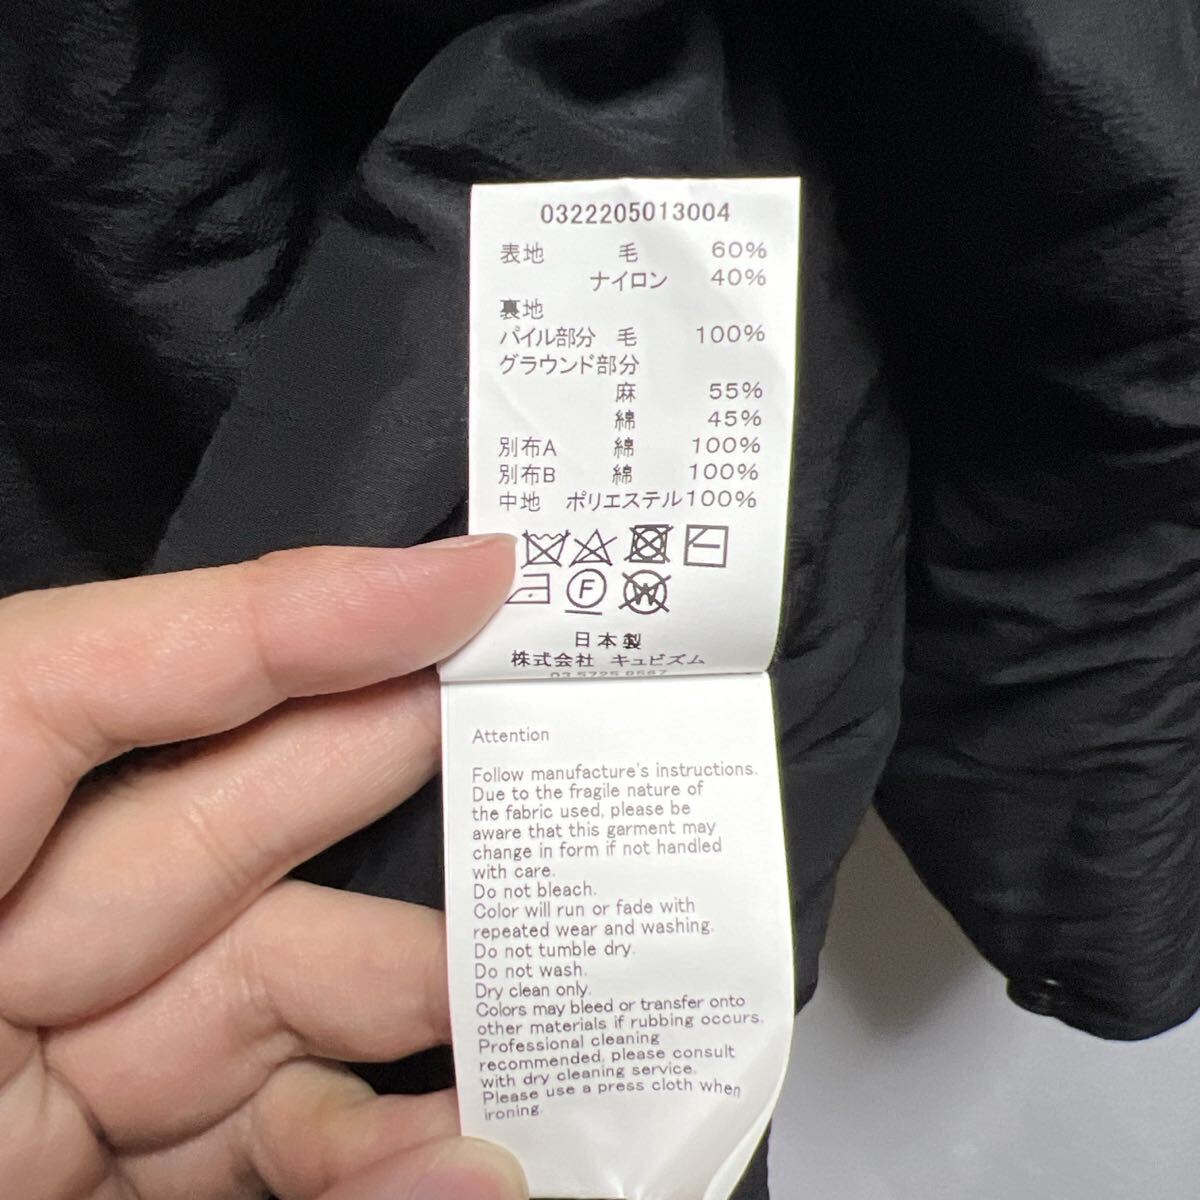 0322205013004
表地 毛 60%
ナイロン 40%
裏地
パイル部分 毛 100%
グラウンド部分
麻 55%
綿 45%
別布A 綿 100%
別布B 綿 100%
中地 ポリエステル100%
F
W
日本製
株式会社 キュビズム
Attention
Follow manufacture's instructions.
Due to the fragile nature of
the fabric used, please be
aware that this garment may
change in form if not handled
with care.
Do not bleach.
Color will run or fade with
repeated wear and washing.
Do not tumble dry.
Do not wash.
Dry clean only.
Colors may bleed or transfer onto
other materials if rubbing occurs.
Professional cleaning
recommended, please consult
with dry cleaning service.
Please use a press cloth when
ironing.